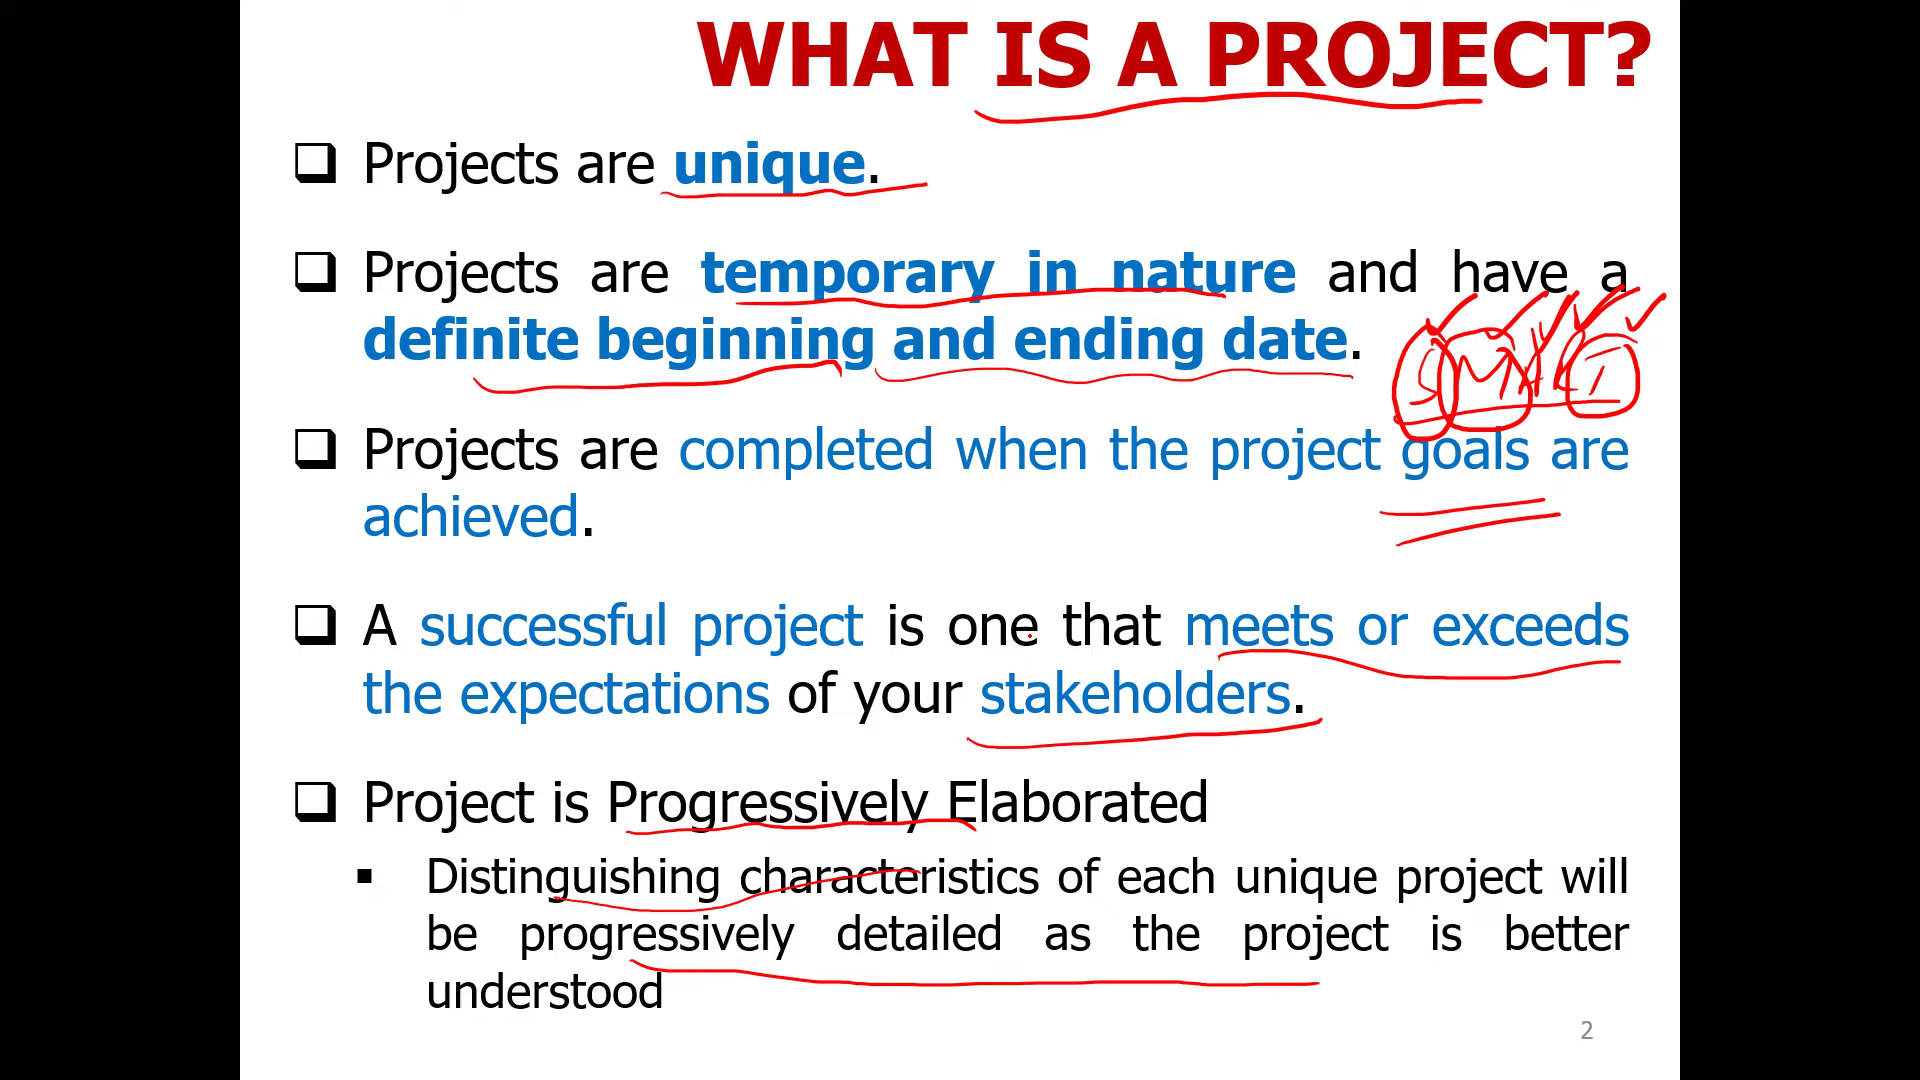 WHAT IS A PROJECT?
❑ Projects are unique.
❑ Projects are temporary in nature and have a
definite beginning and ending date.
SMART
❑ Projects are completed when the project goals are
achieved.
❑ A successful project is one that meets or exceeds
the expectations of your stakeholders.
❑ Project is Progressively Elaborated
▪ Distinguishing characteristics of each unique project will
be progressively detailed as the project is better
understood
2